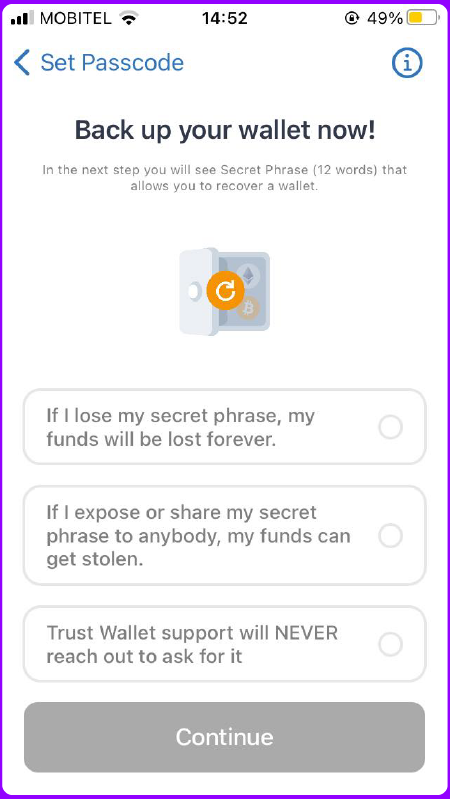 MOBITEL 14:52 49%
Set Passcode
Back up your wallet now!
In the next step you will see Secret Phrase (12 words) that
allows you to recover a wallet.
If I lose my secret phrase, my
funds will be lost forever.
If I expose or share my secret
phrase to anybody, my funds can
get stolen.
Trust Wallet support will NEVER
reach out to ask for it
Continue